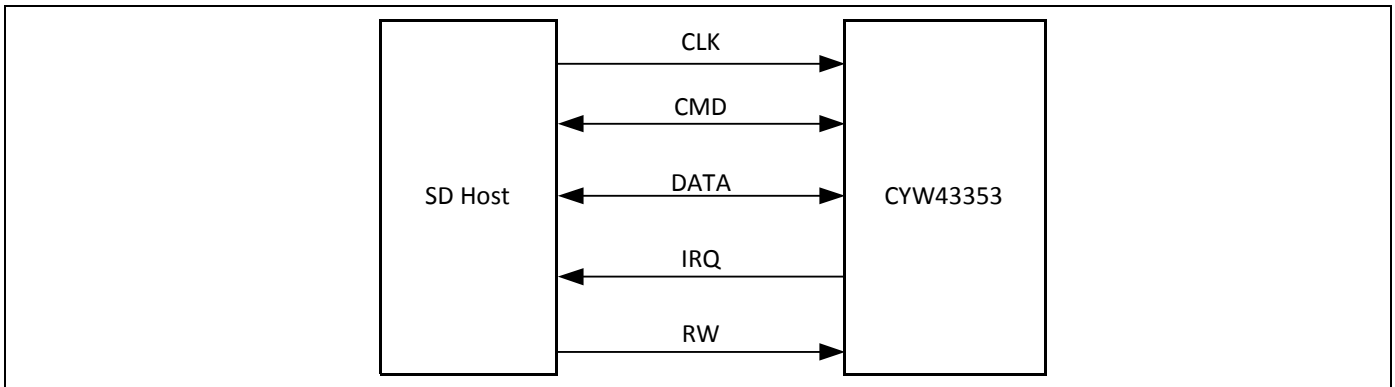 CLK
CMD
SD Host
DATA
CYW43353
IRQ
RW